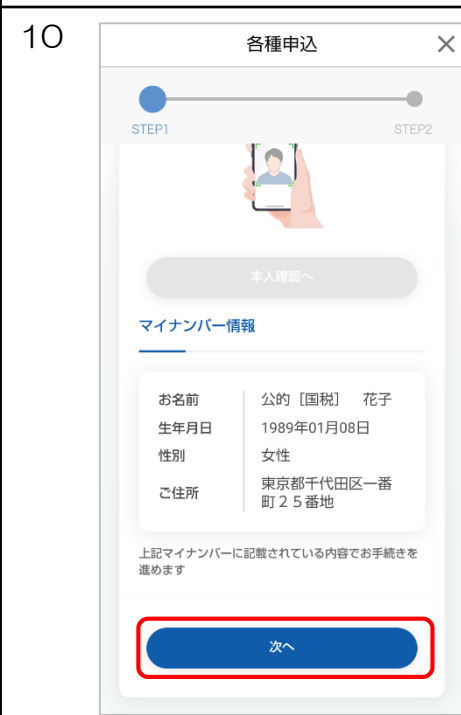 10
各種申込
STEP1 STEP2
本人確認へ
マイナンバー情報
お名前 公的［国税］　花子
生年月日 1989年01月08日
性別 女性
ご住所 東京都千代田区一番
町２５番地
上記マイナンバーに記載されている内容でお手続きを
進めます
次へ